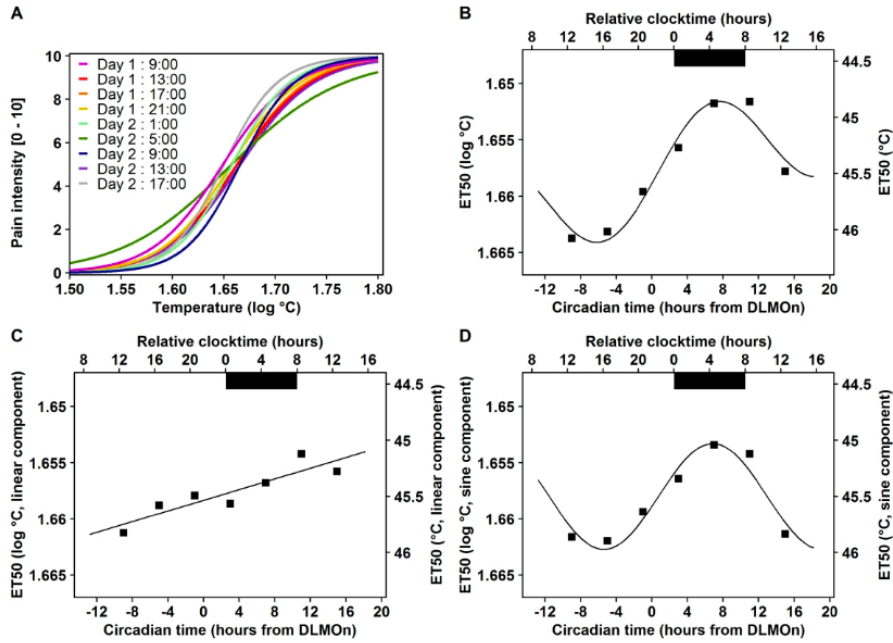 A
Pain intensity [0 - 10]
10
8
6
4
2
0
Day 1 : 9:00
Day 1 : 13:00
Day 1 : 17:00
Day 1 : 21:00
Day 2 : 1:00
Day 2 : 5:00
Day 2 : 9:00
Day 2 : 13:00
Day 2 : 17:00
1.50 1.55 1.60 1.65 1.70 1.75 1.80
Temperature (log °C)
B
Relative clocktime (hours)
8 12 16 20 0 4 8 12 16
ET50 (log °C)
1.65
1.655
1.66
1.665
44.5
45
45.5
46
ET50 (°C)
-12 -8 -4 0 4 8 12 16 20
Circadian time (hours from DLMOn)
C
Relative clocktime (hours)
8 12 16 20 0 4 8 12 16
ET50 (log °C, linear component)
1.65
1.655
1.66
1.665
44.5
45
45.5
46
ET50 (°C, linear component)
-12 -8 -4 0 4 8 12 16 20
Circadian time (hours from DLMOn)
D
Relative clocktime (hours)
8 12 16 20 0 4 8 12 16
ET50 (log °C, sine component)
1.65
1.655
1.66
1.665
44.5
45
45.5
46
ET50 (°C, sine component)
-12 -8 -4 0 4 8 12 16 20
Circadian time (hours from DLMOn)